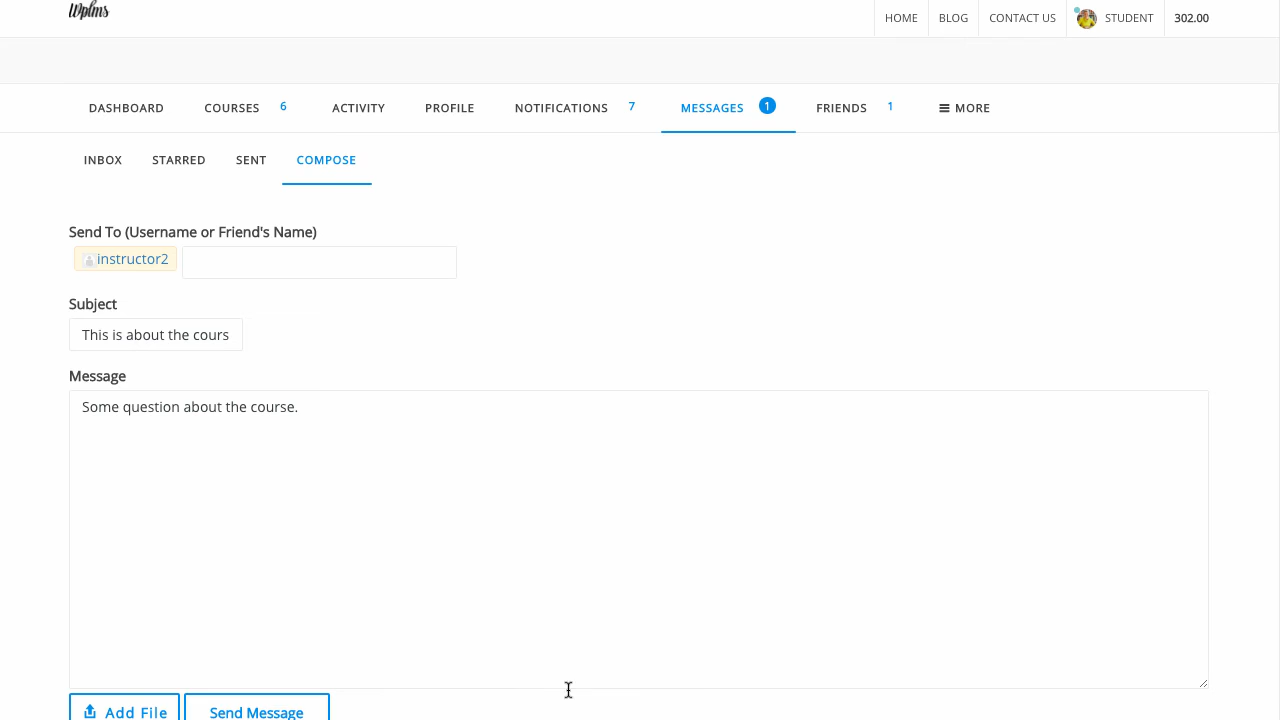 Wplms
HOME BLOG CONTACT US STUDENT 302.00
DASHBOARD COURSES 6 ACTIVITY PROFILE NOTIFICATIONS 7 MESSAGES 1 FRIENDS 1 MORE
INBOX STARRED SENT COMPOSE
Send To (Username or Friend's Name)
instructor2
Subject
This is about the cours
Message
Some question about the course.
Add File Send Message